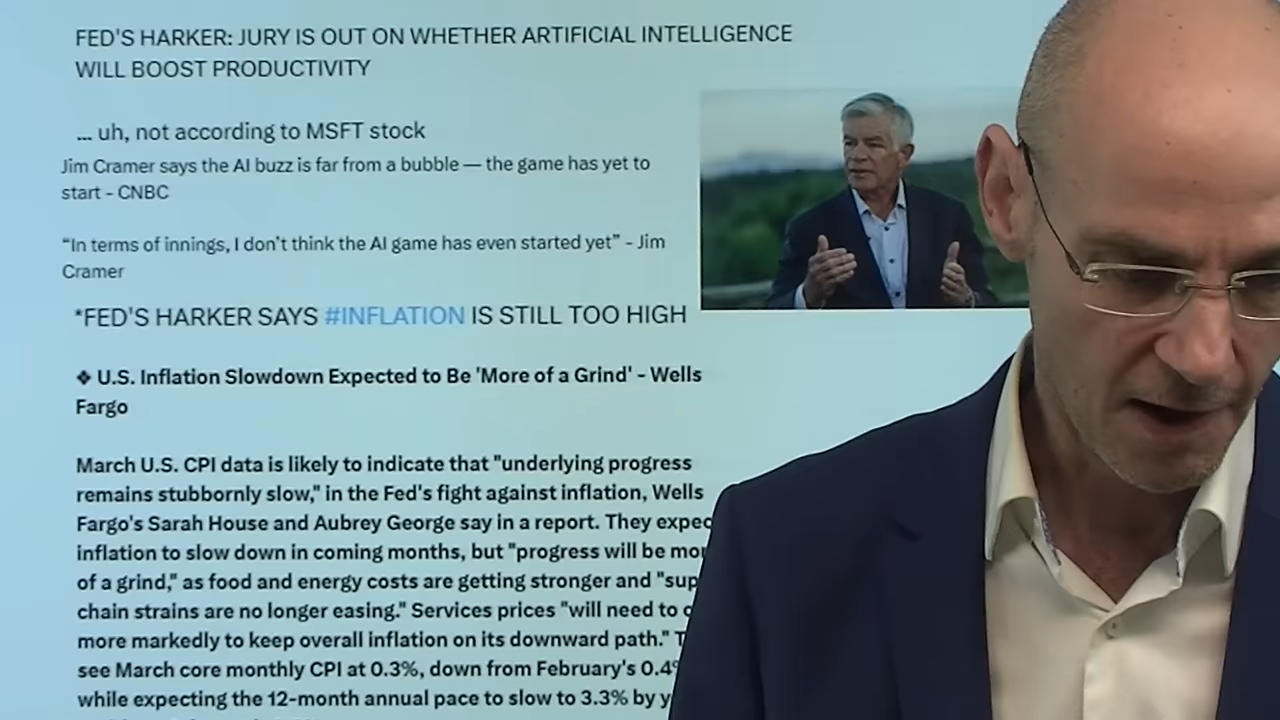 FED'S HARKER: JURY IS OUT ON WHETHER ARTIFICIAL INTELLIGENCE
WILL BOOST PRODUCTIVITY
... uh, not according to MSFT stock
Jim Cramer says the AI buzz is far from a bubble — the game has yet to
start - CNBC
“In terms of innings, I don’t think the AI game has even started yet” - Jim
Cramer
*FED'S HARKER SAYS #INFLATION IS STILL TOO HIGH
❖ U.S. Inflation Slowdown Expected to Be 'More of a Grind' - Wells
Fargo
March U.S. CPI data is likely to indicate that "underlying progress
remains stubbornly slow," in the Fed's fight against inflation, Wells
Fargo's Sarah House and Aubrey George say in a report. They
inflation to slow down in coming months, but "progress will be
of a grind," as food and energy costs are getting stronger and
chain strains are no longer easing." Services prices "will need to
more markedly to keep overall inflation on its downward path."
see March core monthly CPI at 0.3%, down from February's
while expecting the 12-month annual pace to slow to 3.3% by